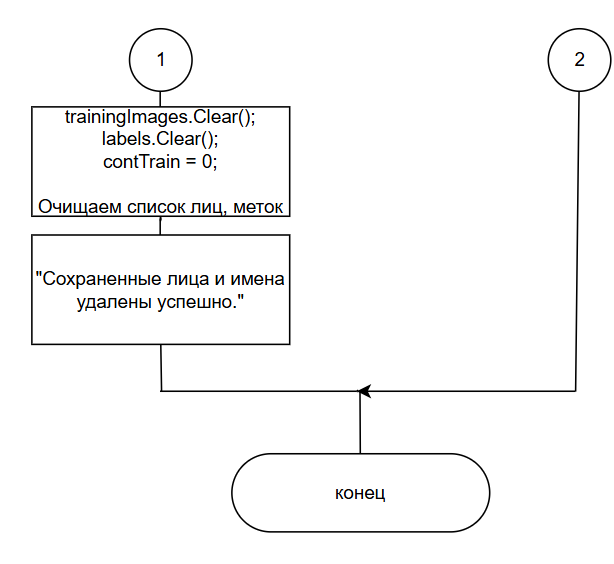 1
2
trainingImages.Clear();
labels.Clear();
contTrain = 0;
Очищаем список лиц, меток
"Сохраненные лица и имена
удалены успешно."
конец